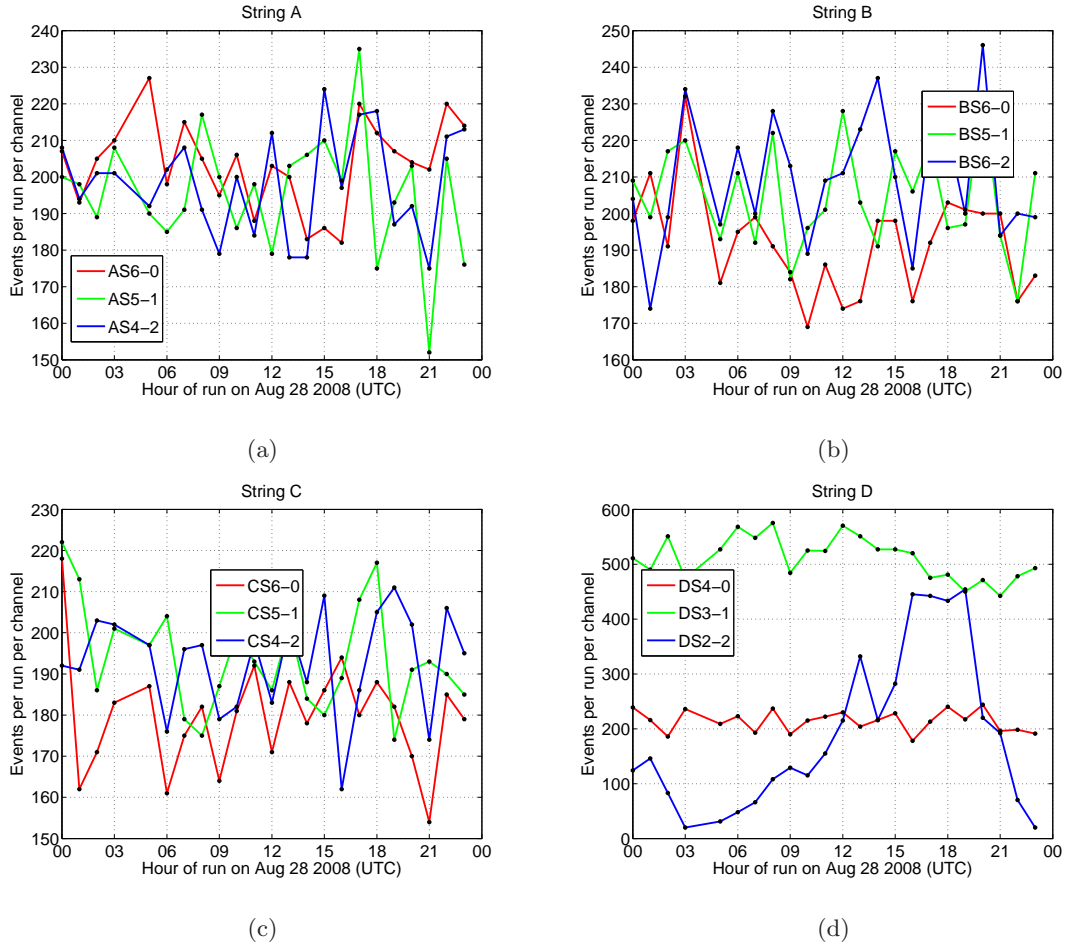 String A
Events per run per channel
240
230
220
210
200
190
180
170
160
150
AS6-0
AS5-1
AS4-2
00 03 06 09 12 15 18 21 00
Hour of run on Aug 28 2008 (UTC)
(a)
String B
Events per run per channel
250
240
230
220
210
200
190
180
170
160
BS6-0
BS5-1
BS6-2
00 03 06 09 12 15 18 21 00
Hour of run on Aug 28 2008 (UTC)
(b)
String C
Events per run per channel
230
220
210
200
190
180
170
160
150
CS6-0
CS5-1
CS4-2
00 03 06 09 12 15 18 21 00
Hour of run on Aug 28 2008 (UTC)
(c)
String D
Events per run per channel
600
500
400
300
200
100
0
DS4-0
DS3-1
DS2-2
00 03 06 09 12 15 18 21 00
Hour of run on Aug 28 2008 (UTC)
(d)